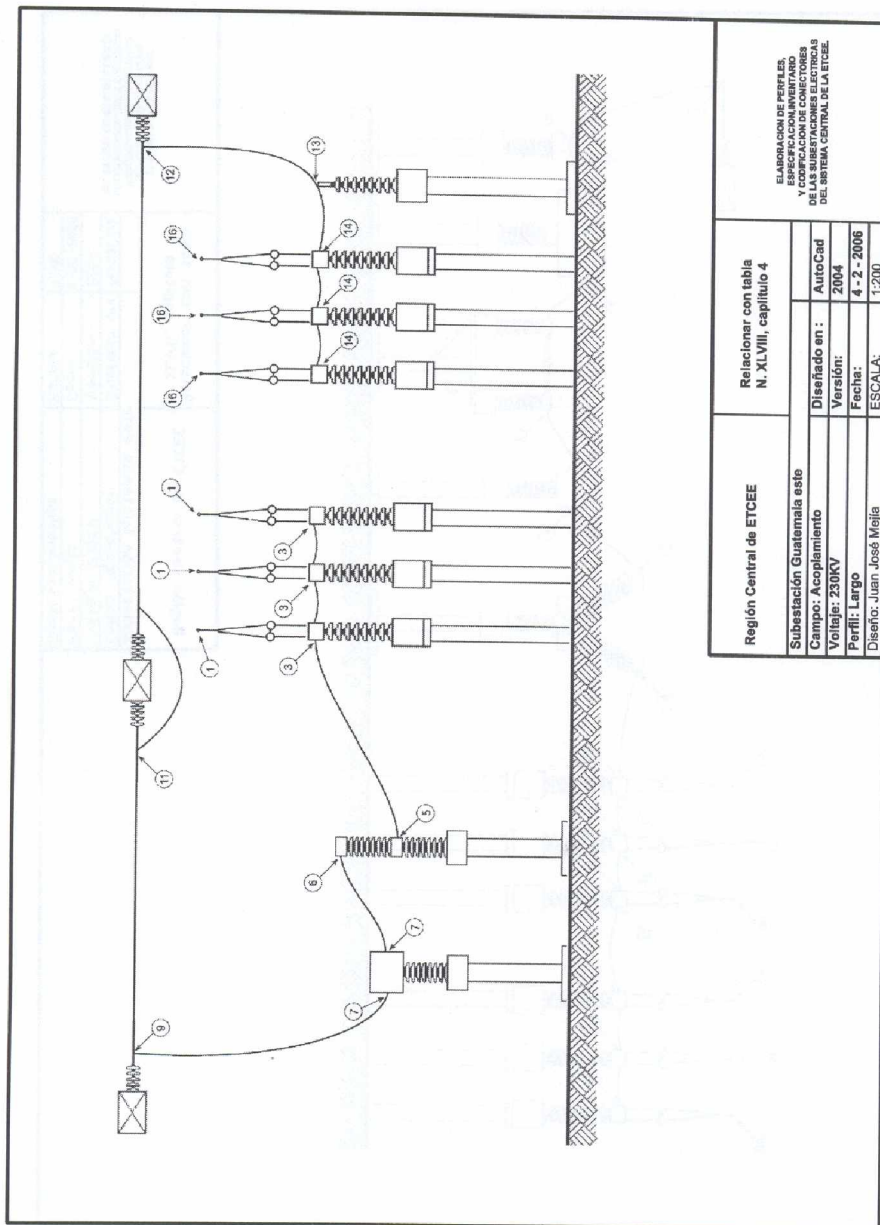 12
16
16
16
13
14
14
14
11
1
1
1
3
3
3
9
6
5
7
7
Región Central de ETCEE
Relacionar con tabla
N. XLVIII, caplitulo 4
ELABORACION DE PERFILES,
ESPECIFICACION,INVENTARIO
Y CODIFICACION DE CONECTORES
DE LAS SUBESTACIONES ELECTRICAS
DEL SISTEMA CENTRAL DE LA ETCEE.
Subestación Guatemala este
Campo: Acoplamiento
Diseñado en : AutoCad
Voltaje: 230KV
Versión: 2004
Perfil: Largo
Fecha: 4 - 2 - 2006
Diseño: Juan José Mejía
ESCALA: 1:200